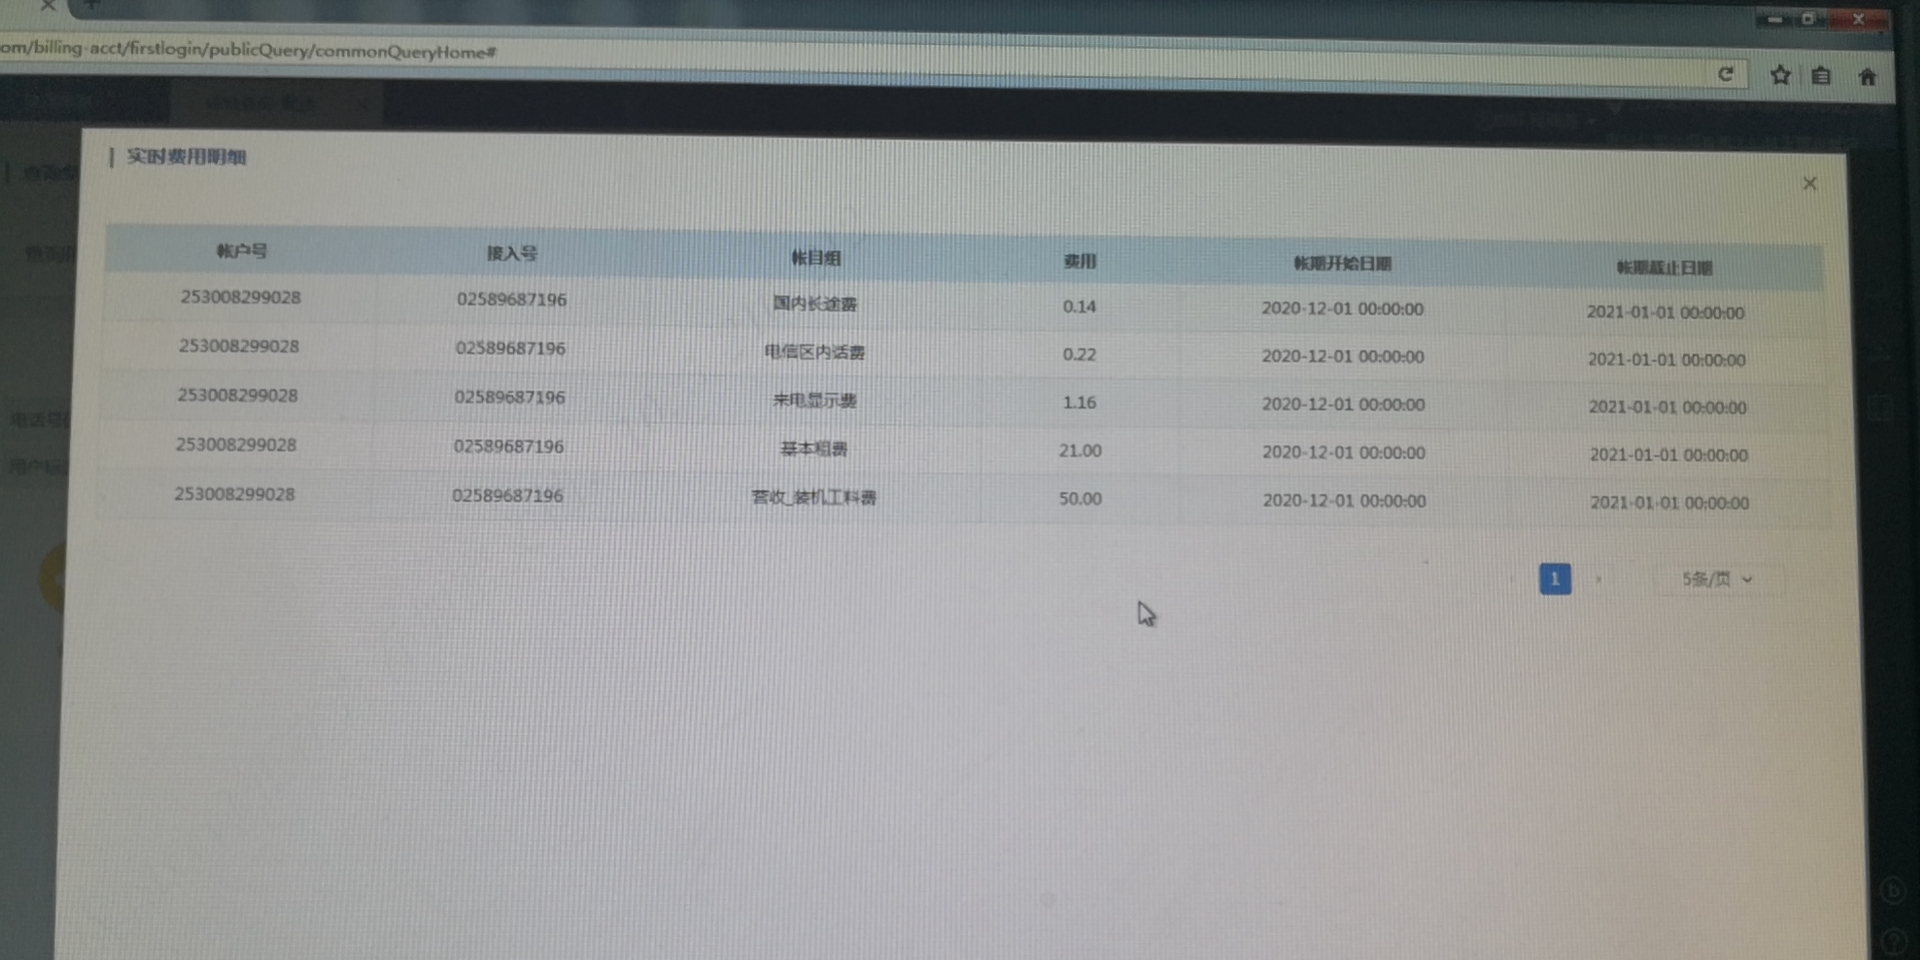 om/billing-acct/firstlogin/publicQuery/commonQueryHome#
实时费用明细
帐户号 接入号 帐目组 费用 帐期开始日期 帐期截止日期
253008299028 02589687196 国内长途费 0.14 2020-12-01 00:00:00 2021-01-01 00:00:00
253008299028 02589687196 电信区内话费 0.22 2020-12-01 00:00:00 2021-01-01 00:00:00
253008299028 02589687196 来电显示费 1.16 2020-12-01 00:00:00 2021-01-01 00:00:00
253008299028 02589687196 基本租费 21.00 2020-12-01 00:00:00 2021-01-01 00:00:00
253008299028 02589687196 营收_装机工料费 50.00 2020-12-01 00:00:00 2021-01-01 00:00:00
1 5条/页